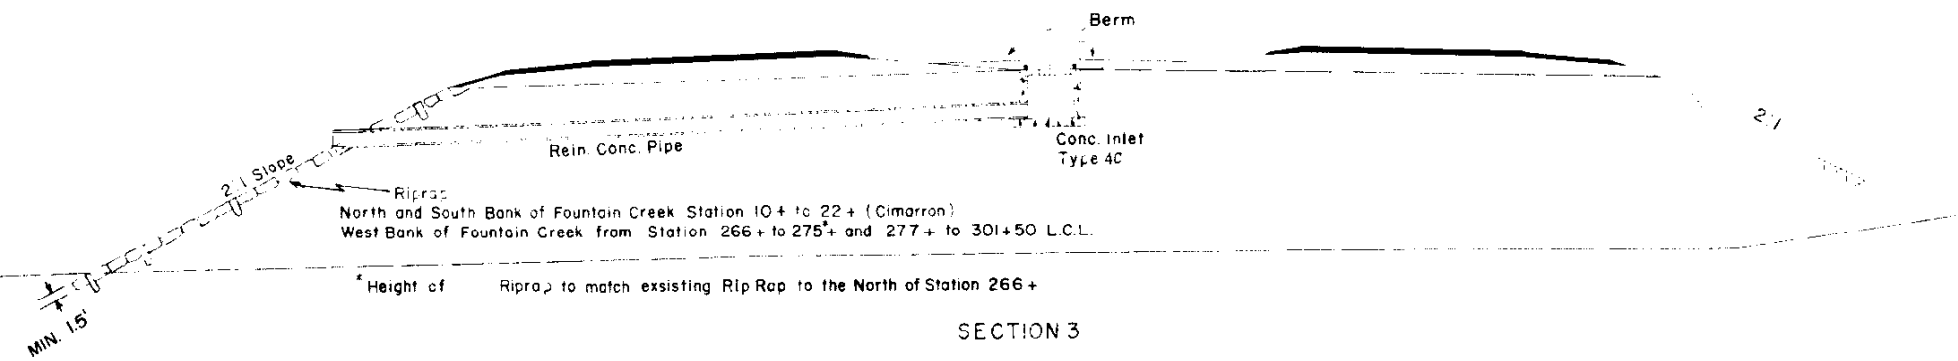 Berm
2:1
Conc. Inlet
Type 4C
Rein. Conc. Pipe
2:1 Slope
Riprap
North and South Bank of Fountain Creek Station 10+ to 22+ (Cimarron)
West Bank of Fountain Creek from Station 266+ to 275*+ and 277+ to 301+50 L.C.L.
*Height of Riprap to match exsisting Rip Rap to the North of Station 266+
MIN. 1.5'
SECTION 3